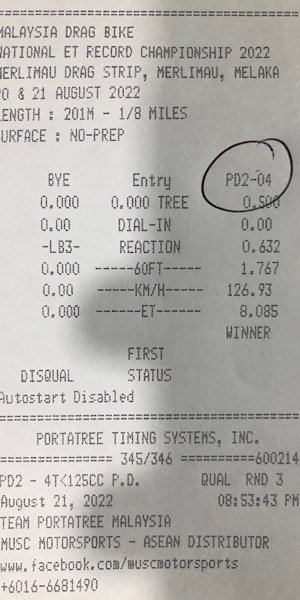 MALAYSIA DRAG BIKE
NATIONAL ET RECORD CHAMPIONSHIP 2022
MERLIMAU DRAG STRIP, MERLIMAU, MELAKA
20 & 21 AUGUST 2022
LENGTH : 201M - 1/8 MILES
SURFACE : NO-PREP
BYE Entry PD2-04
0.000 0.000 TREE 0.500
0.00 DIAL-IN 0.00
-LB3- REACTION 0.632
0.000 ------60FT------ 1.767
0.00 ------KM/H------ 126.93
0.000 -------ET------- 8.085
WINNER
FIRST
DISQUAL STATUS
Autostart Disabled
PORTATREE TIMING SYSTEMS, INC.
=============== 345/346 ==========600214
PD2 - 4T<125CC P.D. QUAL RND 3
August 21, 2022 08:53:43 PM
TEAM PORTATREE MALAYSIA
MUSC MOTORSPORTS - ASEAN DISTRIBUTOR
www.facebook.com/muscmotorsports
+6016-6681490